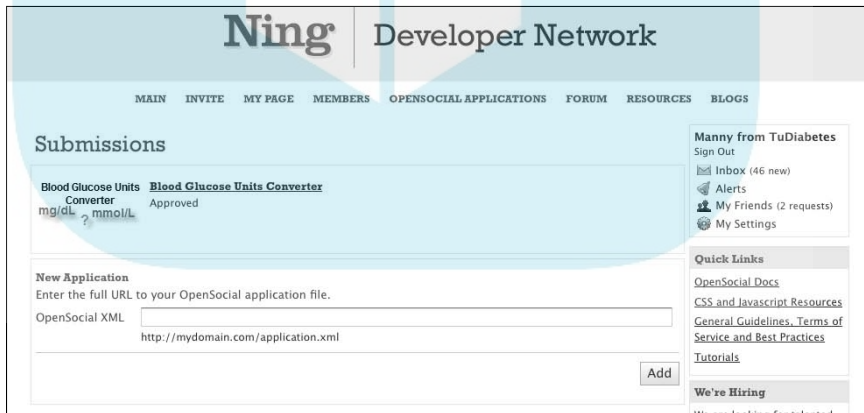 Ning Developer Network
MAIN INVITE MY PAGE MEMBERS OPENSOCIAL APPLICATIONS FORUM RESOURCES BLOGS
Submissions
Blood Glucose Units
Converter
mg/dL ? mmol/L
Blood Glucose Units Converter
Approved
New Application
Enter the full URL to your OpenSocial application file.
OpenSocial XML
http://mydomain.com/application.xml
Add
Manny from TuDiabetes
Sign Out
Inbox (46 new)
Alerts
My Friends (2 requests)
My Settings
Quick Links
OpenSocial Docs
CSS and Javascript Resources
General Guidelines, Terms of
Service and Best Practices
Tutorials
We're Hiring